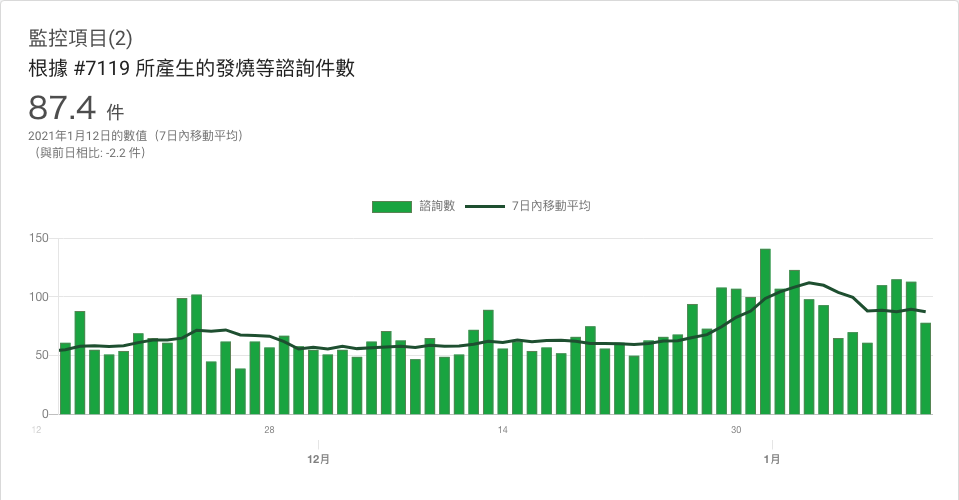 監控項目(2)
根據 #7119 所產生的發燒等諮詢件數
87.4 件
2021年1月12日的數值（7日內移動平均）
（與前日相比: -2.2 件）
諮詢數 7日內移動平均
150
100
50
0
12 28 14 30
12月 1月